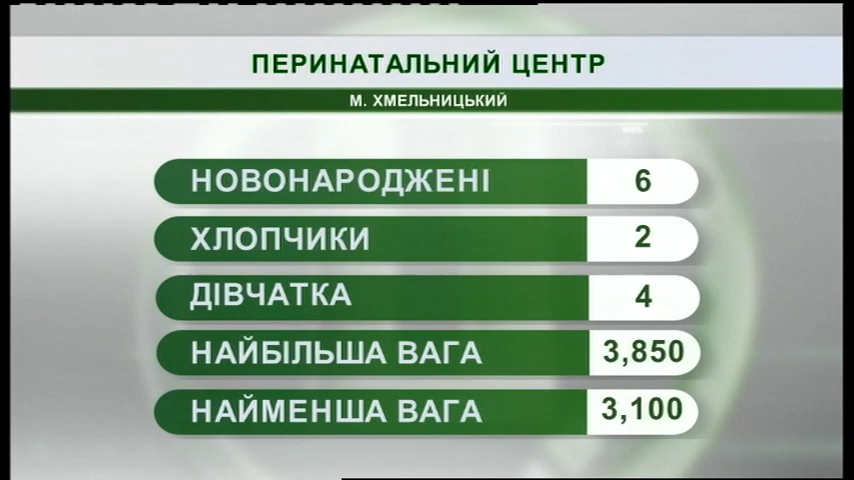 ПЕРИНАТАЛЬНИЙ ЦЕНТР
М. ХМЕЛЬНИЦЬКИЙ
НОВОНАРОДЖЕНІ 6
ХЛОПЧИКИ 2
ДІВЧАТКА 4
НАЙБІЛЬША ВАГА 3,850
НАЙМЕНША ВАГА 3,100